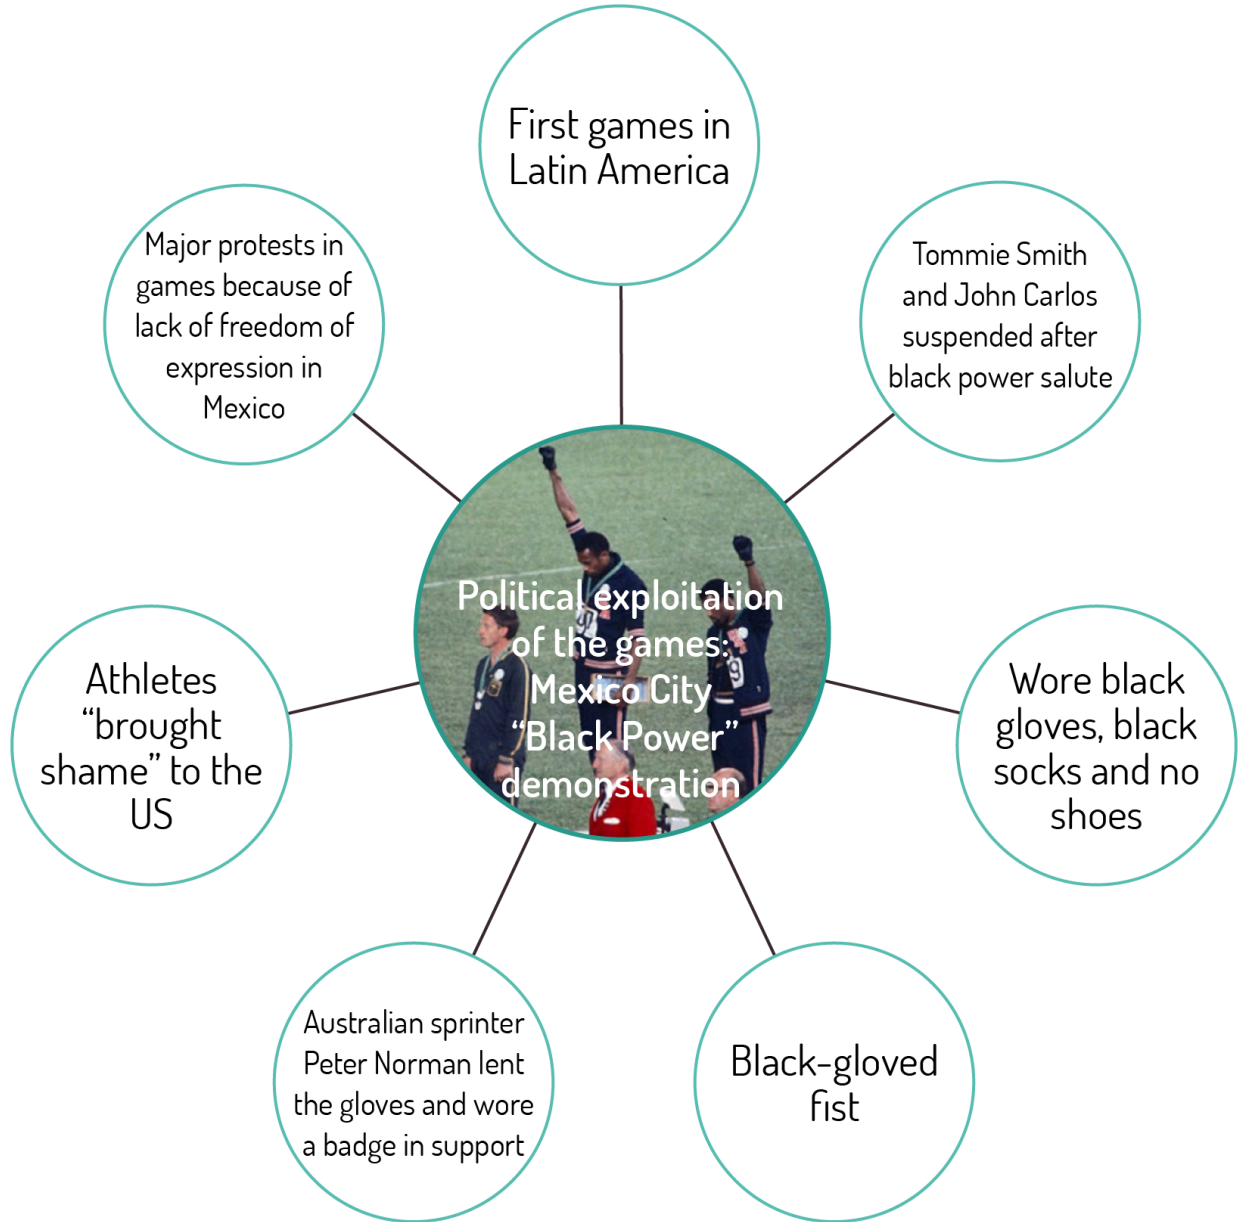 First games in
Latin America
Tommie Smith
and John Carlos
suspended after
black power salute
Wore black
gloves, black
socks and no
shoes
Black-gloved
fist
Australian sprinter
Peter Norman lent
the gloves and wore
a badge in support
Athletes
“brought
shame” to the
US
Major protests in
games because of
lack of freedom of
expression in
Mexico
Political exploitation
of the games:
Mexico City
“Black Power”
demonstration